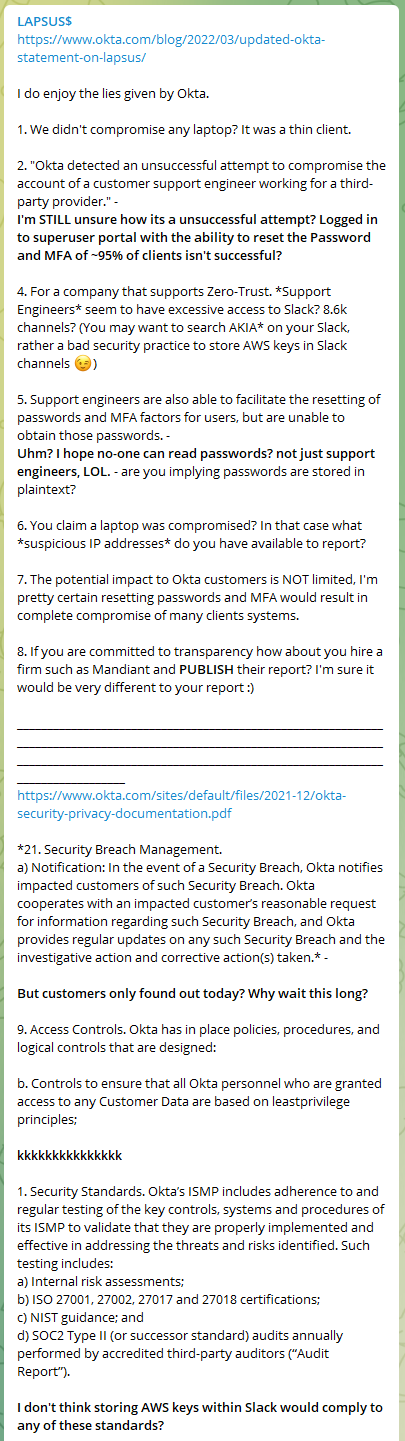 LAPSUS$
https://www.okta.com/blog/2022/03/updated-okta-
statement-on-lapsus/
I do enjoy the lies given by Okta.
1. We didn't compromise any laptop? It was a thin client.
2. "Okta detected an unsuccessful attempt to compromise the
account of a customer support engineer working for a third-
party provider." -
I'm STILL unsure how its a unsuccessful attempt? Logged in
to superuser portal with the ability to reset the Password
and MFA of ~95% of clients isn't successful?
4. For a company that supports Zero-Trust. *Support
Engineers* seem to have excessive access to Slack? 8.6k
channels? (You may want to search AKIA* on your Slack,
rather a bad security practice to store AWS keys in Slack
channels 😉)
5. Support engineers are also able to facilitate the resetting of
passwords and MFA factors for users, but are unable to
obtain those passwords. -
Uhm? I hope no-one can read passwords? not just support
engineers, LOL. - are you implying passwords are stored in
plaintext?
6. You claim a laptop was compromised? In that case what
*suspicious IP addresses* do you have available to report?
7. The potential impact to Okta customers is NOT limited, I'm
pretty certain resetting passwords and MFA would result in
complete compromise of many clients systems.
8. If you are committed to transparency how about you hire a
firm such as Mandiant and PUBLISH their report? I'm sure it
would be very different to your report :)
https://www.okta.com/sites/default/files/2021-12/okta-
security-privacy-documentation.pdf
*21. Security Breach Management.
a) Notification: In the event of a Security Breach, Okta notifies
impacted customers of such Security Breach. Okta
cooperates with an impacted customer's reasonable request
for information regarding such Security Breach, and Okta
provides regular updates on any such Security Breach and the
investigative action and corrective action(s) taken.* -
But customers only found out today? Why wait this long?
9. Access Controls. Okta has in place policies, procedures, and
logical controls that are designed:
b. Controls to ensure that all Okta personnel who are granted
access to any Customer Data are based on leastprivilege
principles;
kkkkkkkkkkkkkkk
1. Security Standards. Okta's ISMP includes adherence to and
regular testing of the key controls, systems and procedures of
its ISMP to validate that they are properly implemented and
effective in addressing the threats and risks identified. Such
testing includes:
a) Internal risk assessments;
b) ISO 27001, 27002, 27017 and 27018 certifications;
c) NIST guidance; and
d) SOC2 Type II (or successor standard) audits annually
performed by accredited third-party auditors ("Audit
Report").
I don't think storing AWS keys within Slack would comply to
any of these standards?